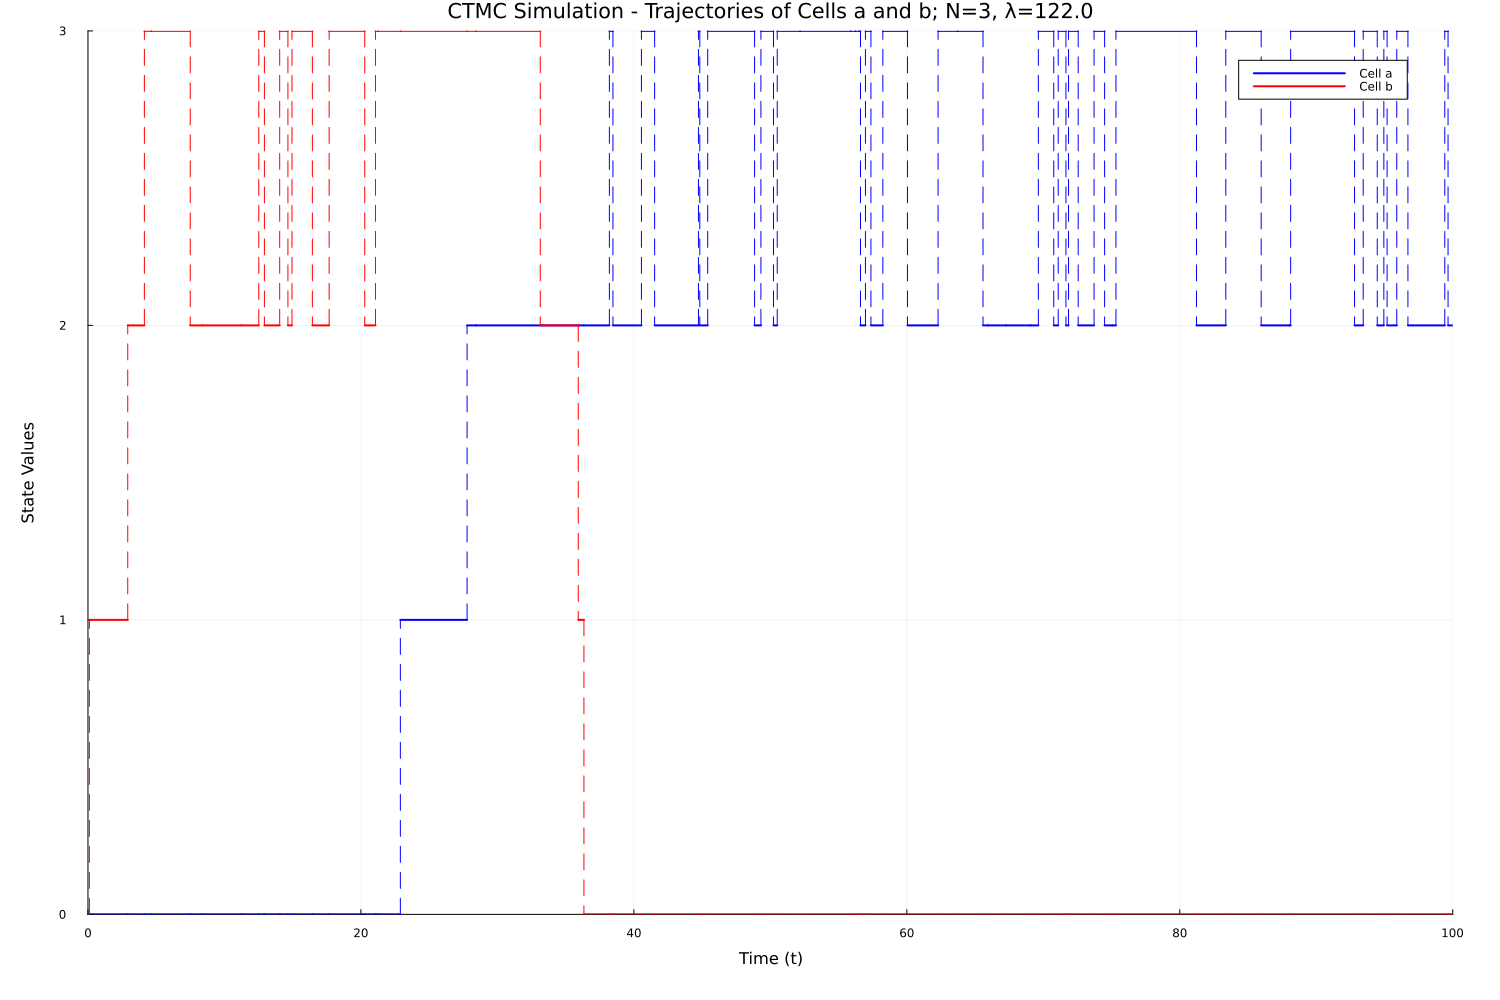 CTMC Simulation - Trajectories of Cells a and b; N=3, λ=122.0
3
Cell a
Cell b
2
State Values
1
0
0 20 40 60 80 100
Time (t)